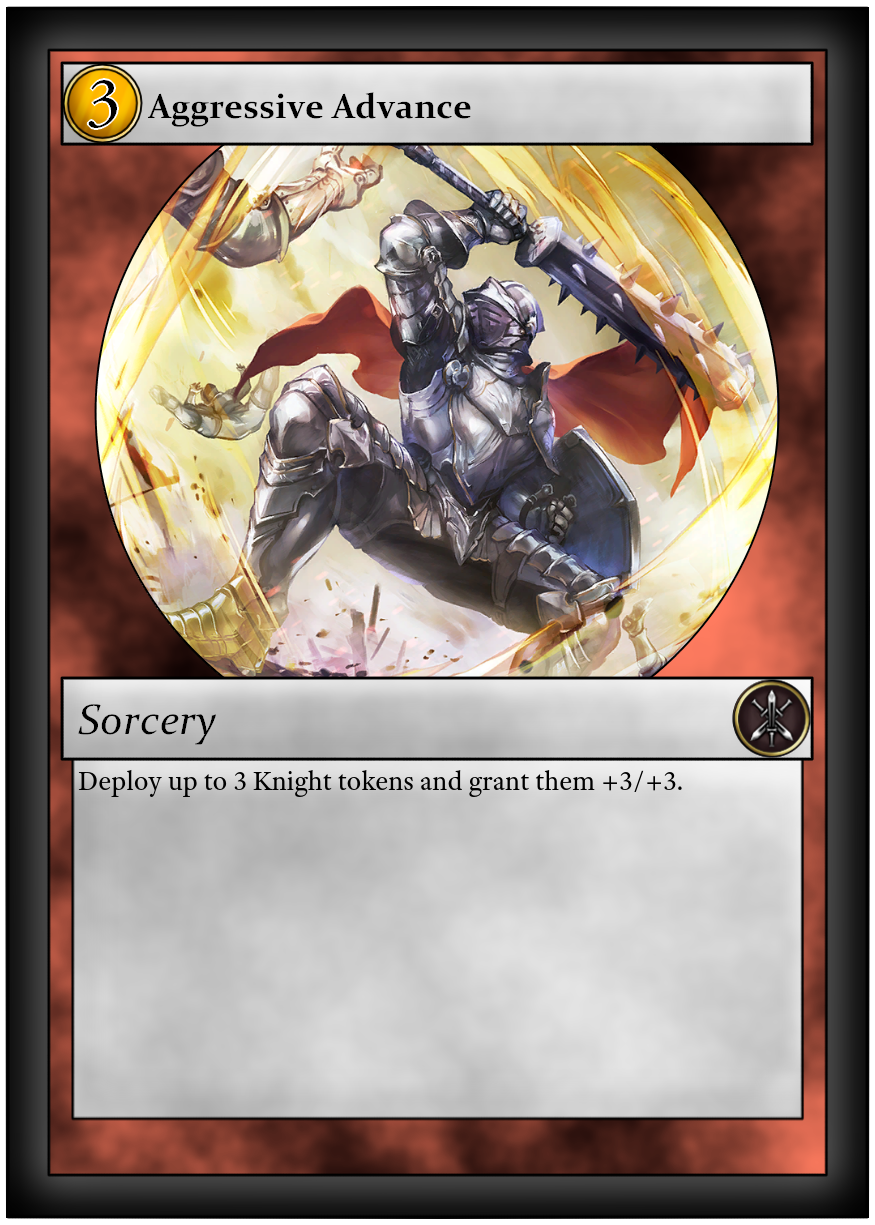 3 Aggressive Advance
Sorcery
Deploy up to 3 Knight tokens and grant them +3/+3.